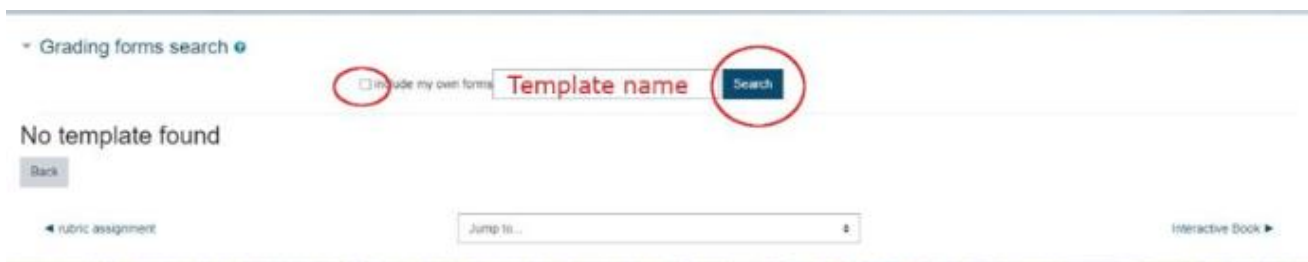 Grading forms search
include my own forms Template name Search
No template found
Back
◄ rubric assignment Jump to... Interactive Book ►